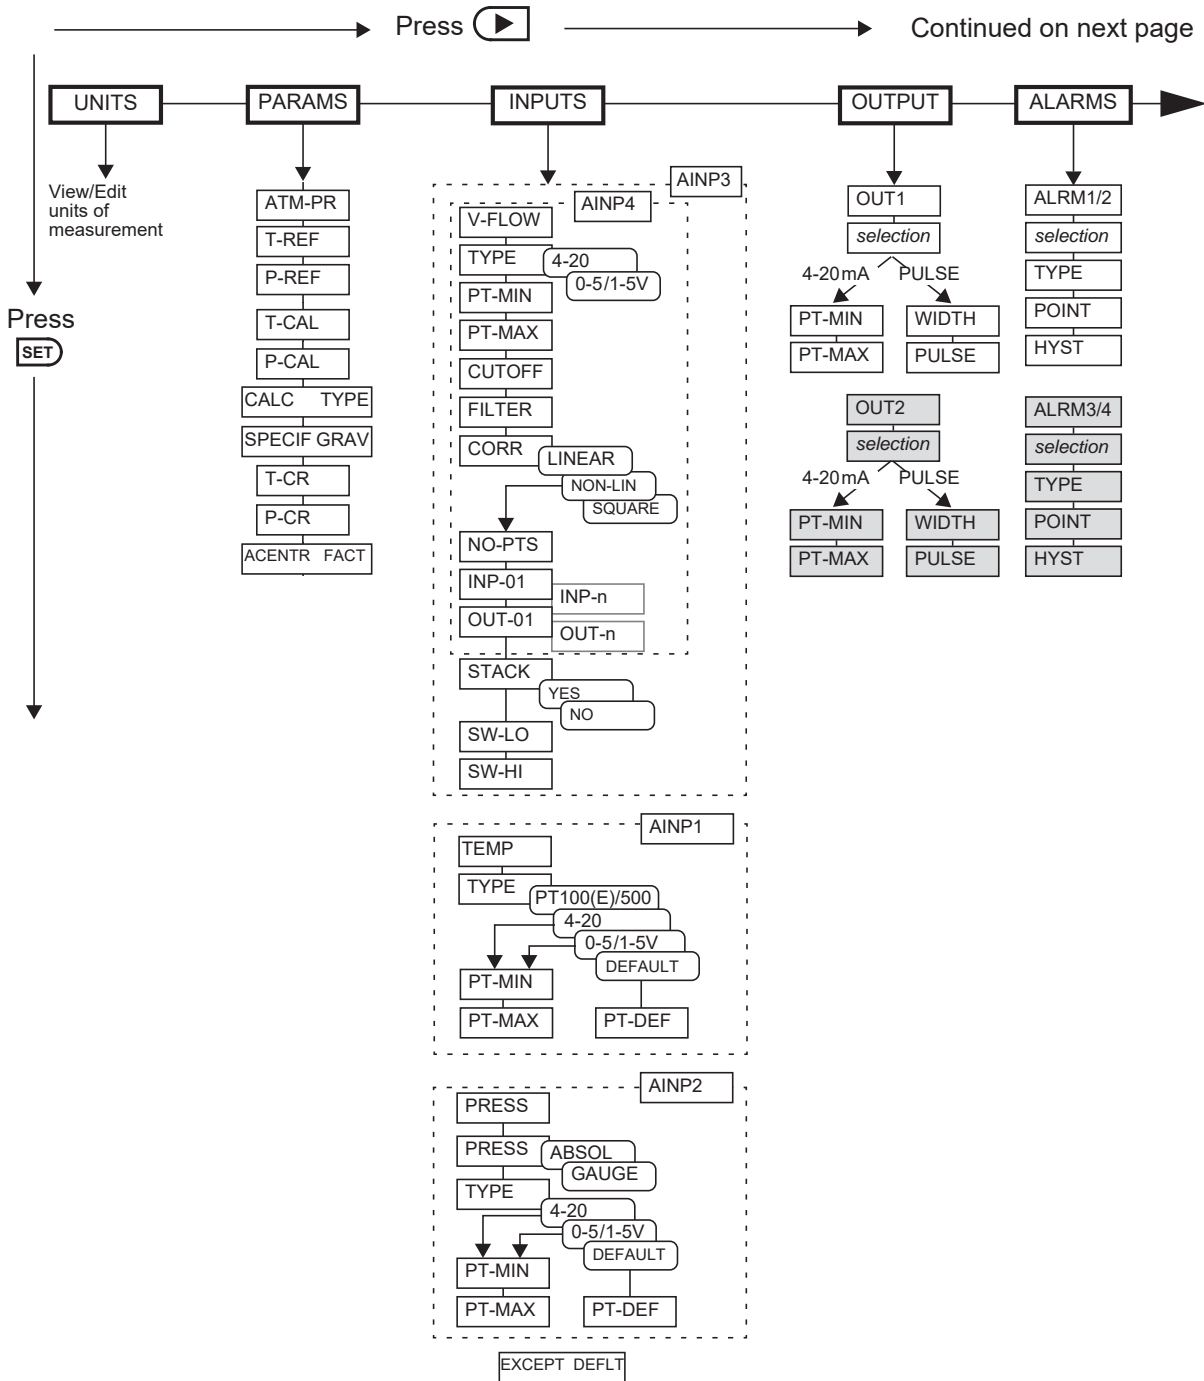 Press
Continued on next page
UNITS
PARAMS
INPUTS
OUTPUT
ALARMS
View/Edit
units of
measurement
Press
SET
ATM-PR
T-REF
P-REF
T-CAL
P-CAL
CALC TYPE
SPECIF GRAV
T-CR
P-CR
ACENTR FACT
AINP3
AINP4
V-FLOW
TYPE
4-20
0-5/1-5V
PT-MIN
PT-MAX
CUTOFF
FILTER
CORR
LINEAR
NON-LIN
SQUARE
NO-PTS
INP-01
INP-n
OUT-01
OUT-n
STACK
YES
NO
SW-LO
SW-HI
AINP1
TEMP
TYPE
PT100(E)/500
4-20
0-5/1-5V
DEFAULT
PT-MIN
PT-MAX
PT-DEF
AINP2
PRESS
PRESS
ABSOL
GAUGE
TYPE
4-20
0-5/1-5V
DEFAULT
PT-MIN
PT-MAX
PT-DEF
EXCEPT DEFLT
OUT1
selection
4-20mA PULSE
PT-MIN WIDTH
PT-MAX PULSE
OUT2
selection
4-20mA PULSE
PT-MIN WIDTH
PT-MAX PULSE
ALRM1/2
selection
TYPE
POINT
HYST
ALRM3/4
selection
TYPE
POINT
HYST